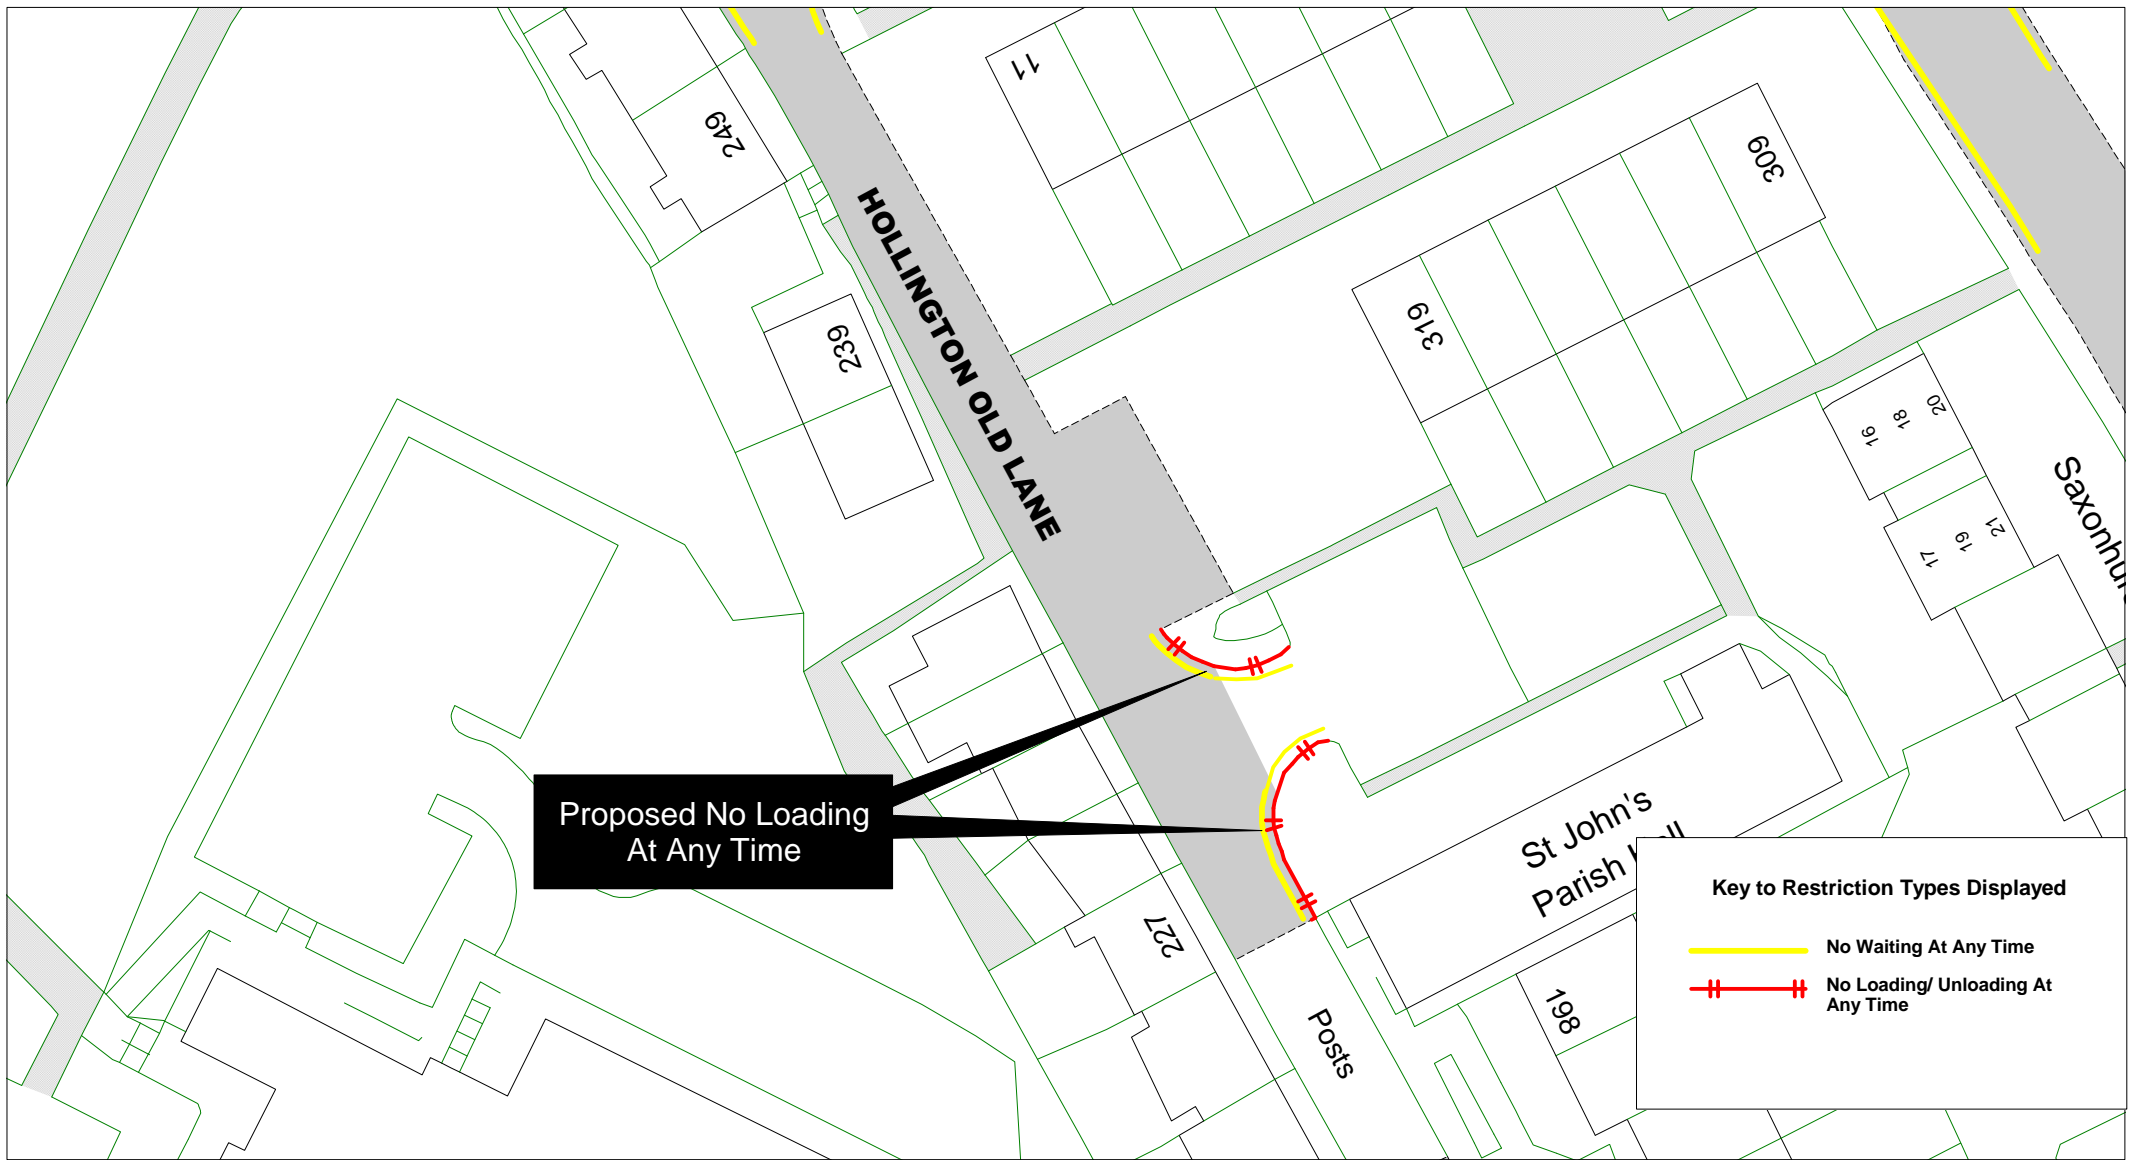 11
249
309
HOLLINGTON OLD LANE
319
239
20
18
16
Saxonhur
21
19
17
Proposed No Loading
At Any Time
St John's
Parish
Key to Restriction Types Displayed
No Waiting At Any Time
No Loading/ Unloading At
Any Time
227
198
Posts